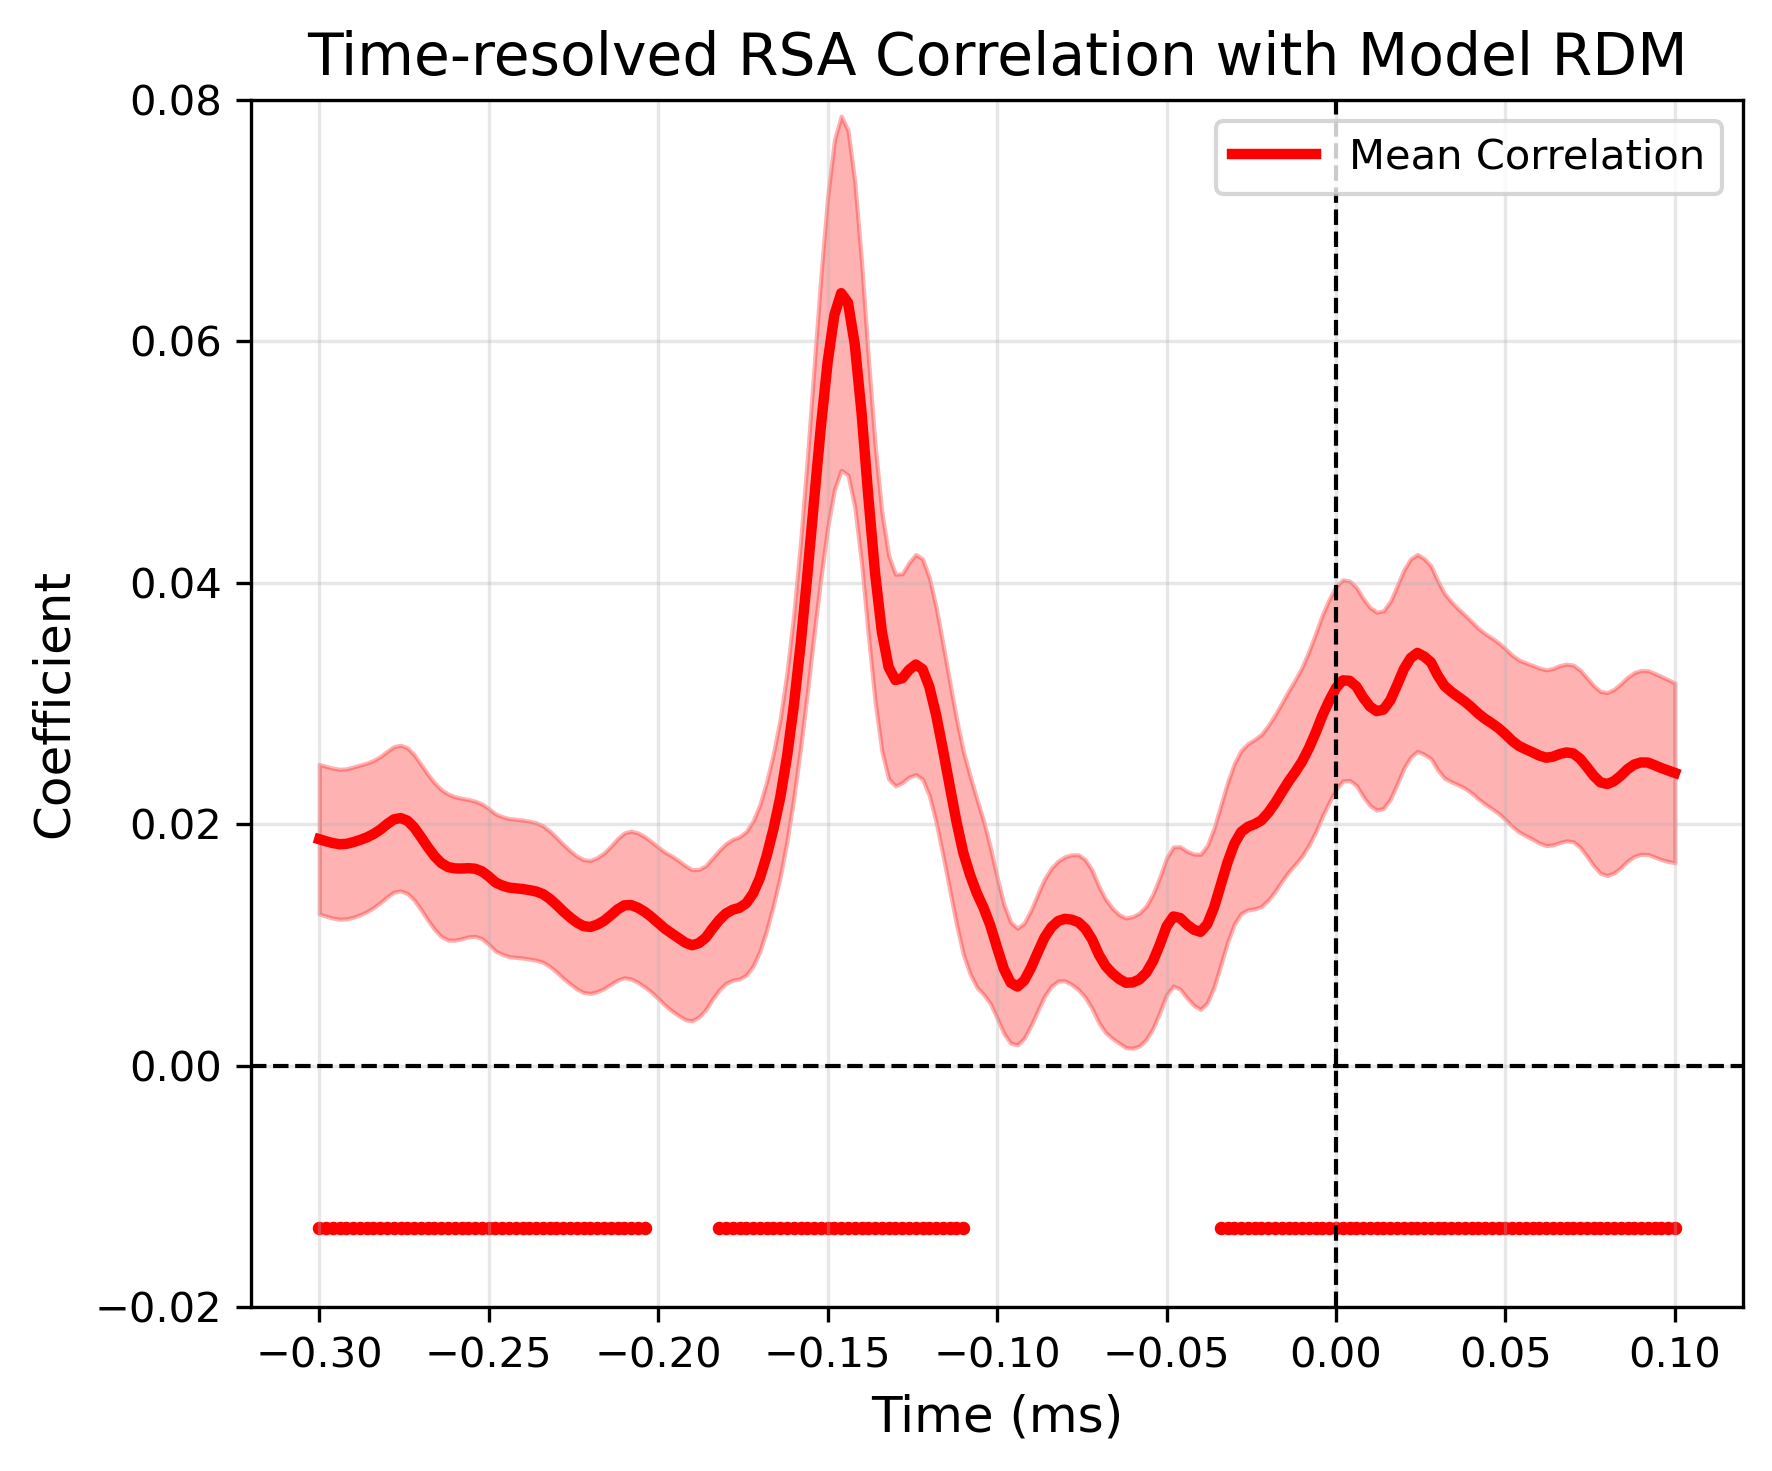 Time-resolved RSA Correlation with Model RDM
Mean Correlation
Coefficient
0.08
0.06
0.04
0.02
0.00
−0.02
−0.30 −0.25 −0.20 −0.15 −0.10 −0.05 0.00 0.05 0.10
Time (ms)